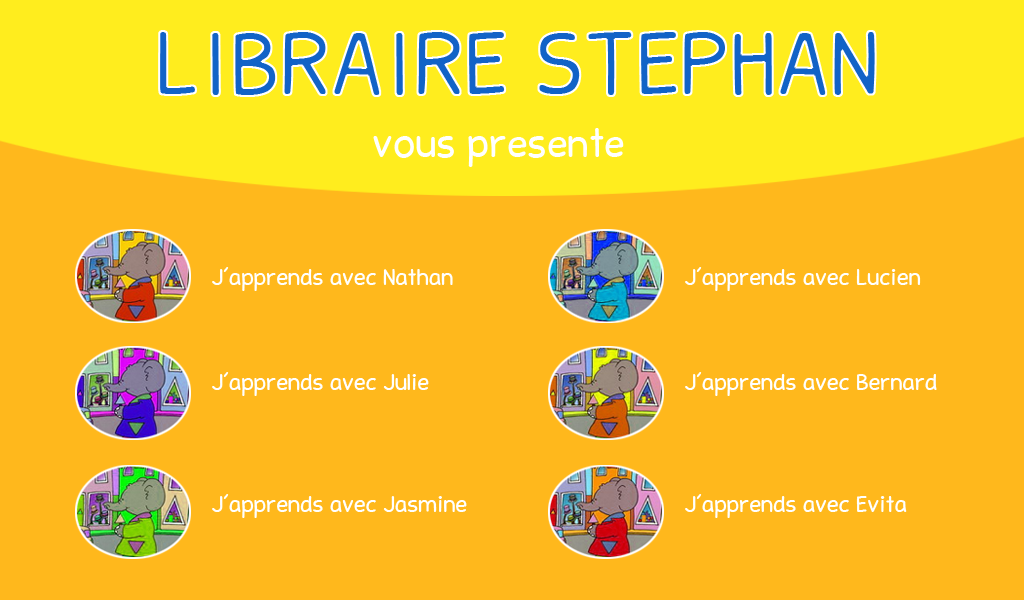 LIBRAIRE STEPHAN
vous presente
J'apprends avec Nathan
J'apprends avec Lucien
J'apprends avec Julie
J'apprends avec Bernard
J'apprends avec Jasmine
J'apprends avec Evita